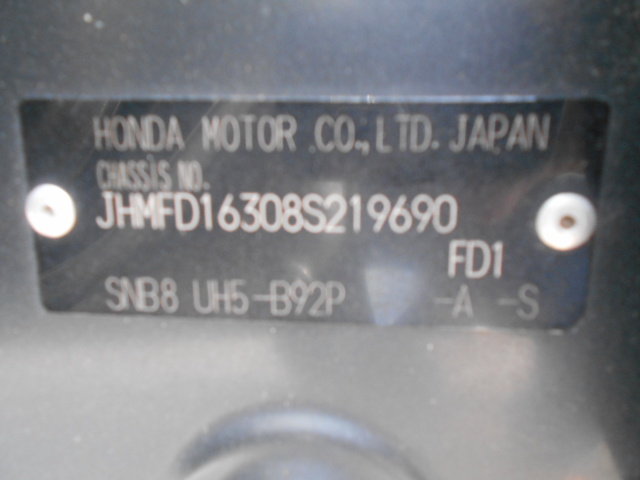 HONDA MOTOR CO.,LTD. JAPAN
CHASSIS NO.
JHMFD16308S219690
FD1
SNB8 UH5-B92P -A -S